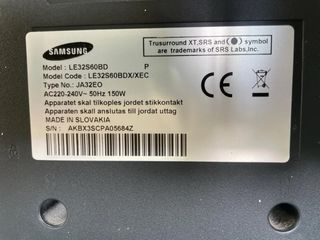 SAMSUNG
Trusurround XT, SRS and (●) symbol
are trademarks of SRS Labs, Inc.
Model : LE32S60BD P
Model Code : LE32S60BDX/XEC
Type No.: JA32EO
AC220-240V~ 50Hz 150W
Apparatet skal tilkoples jordet stikkontakt
Apparaten skall anslutas till jordat uttag
MADE IN SLOVAKIA
S/N : AKBX3SCPA05684Z